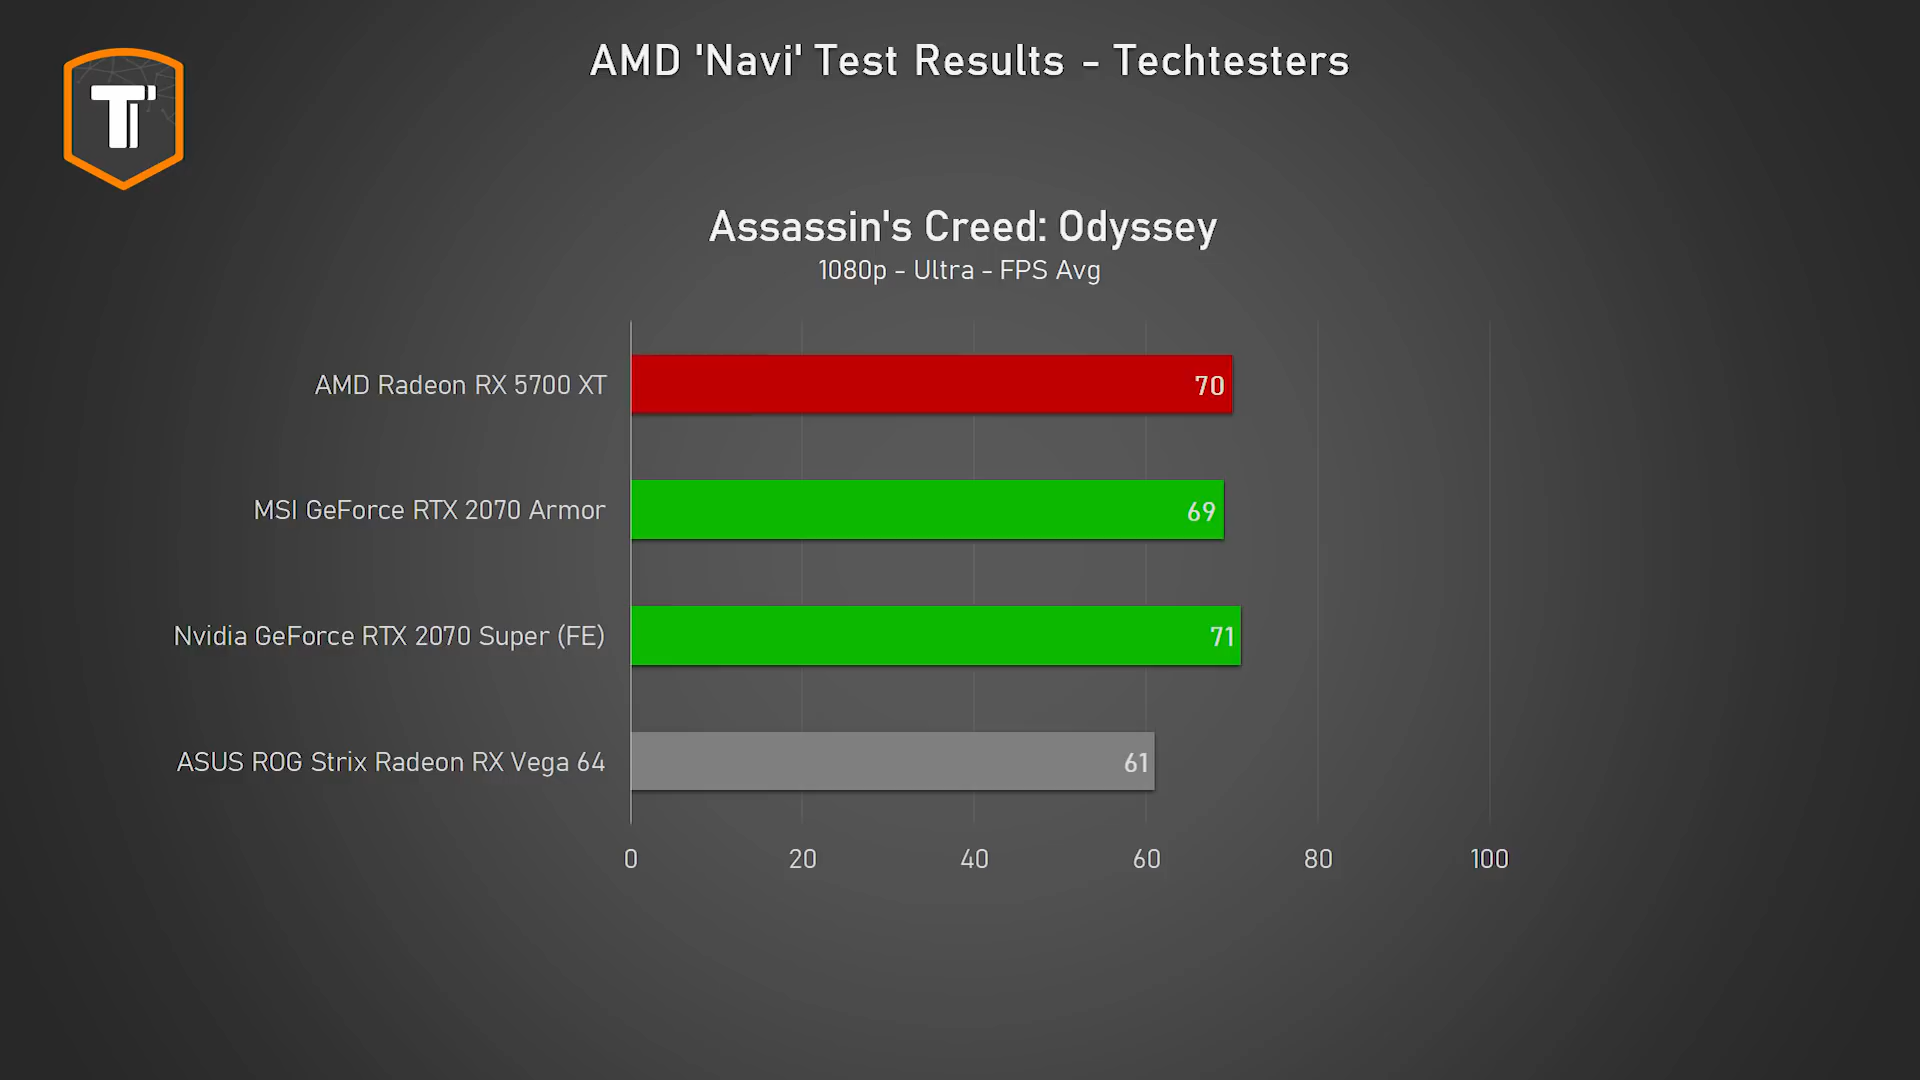 AMD 'Navi' Test Results - Techtesters
Assassin's Creed: Odyssey
1080p - Ultra - FPS Avg
AMD Radeon RX 5700 XT 70
MSI GeForce RTX 2070 Armor 69
Nvidia GeForce RTX 2070 Super (FE) 71
ASUS ROG Strix Radeon RX Vega 64 61
0 20 40 60 80 100